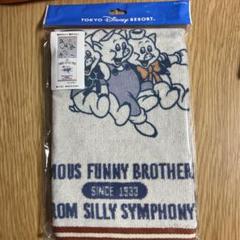 TOKYO Disney RESORT®
MOUS FUNNY BROTHER
SINCE 1933
ROM SILLY SYMPHONY